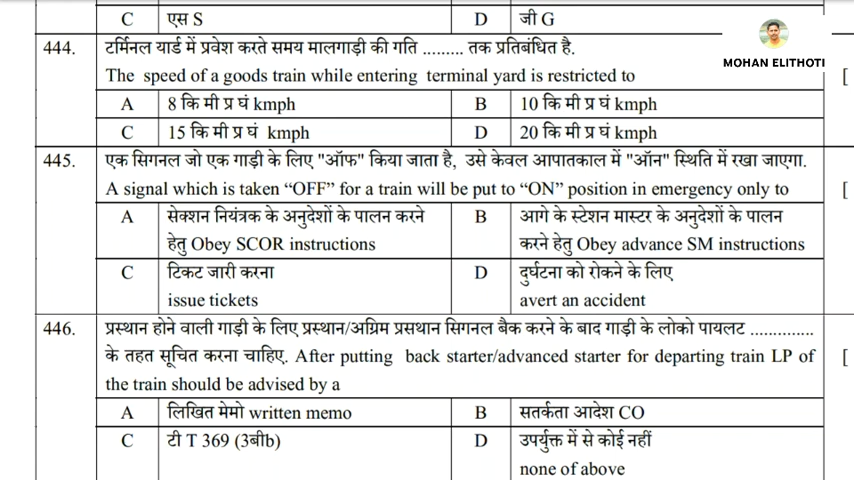 C एस S D जी G
MOHAN ELITHOTI
444. टर्मिनल यार्ड में प्रवेश करते समय मालगाड़ी की गति ......... तक प्रतिबंधित है.
The speed of a goods train while entering terminal yard is restricted to [
A 8 कि मी प्र घं kmph B 10 कि मी प्र घं kmph
C 15 कि मी प्र घं kmph D 20 कि मी प्र घं kmph
445. एक सिगनल जो एक गाड़ी के लिए "ऑफ" किया जाता है, उसे केवल आपातकाल में "ऑन" स्थिति में रखा जाएगा.
A signal which is taken “OFF” for a train will be put to “ON” position in emergency only to [
A सेक्शन नियंत्रक के अनुदेशों के पालन करने B आगे के स्टेशन मास्टर के अनुदेशों के पालन
हेतु Obey SCOR instructions करने हेतु Obey advance SM instructions
C टिकट जारी करना D दुर्घटना को रोकने के लिए
issue tickets avert an accident
446. प्रस्थान होने वाली गाड़ी के लिए प्रस्थान/अग्रिम प्रसथान सिगनल बैक करने के बाद गाड़ी के लोको पायलट ..............
के तहत सूचित करना चाहिए. After putting back starter/advanced starter for departing train LP of [
the train should be advised by a
A लिखित मेमो written memo B सतर्कता आदेश CO
C टी T 369 (3बीb) D उपर्युक्त में से कोई नहीं
none of above